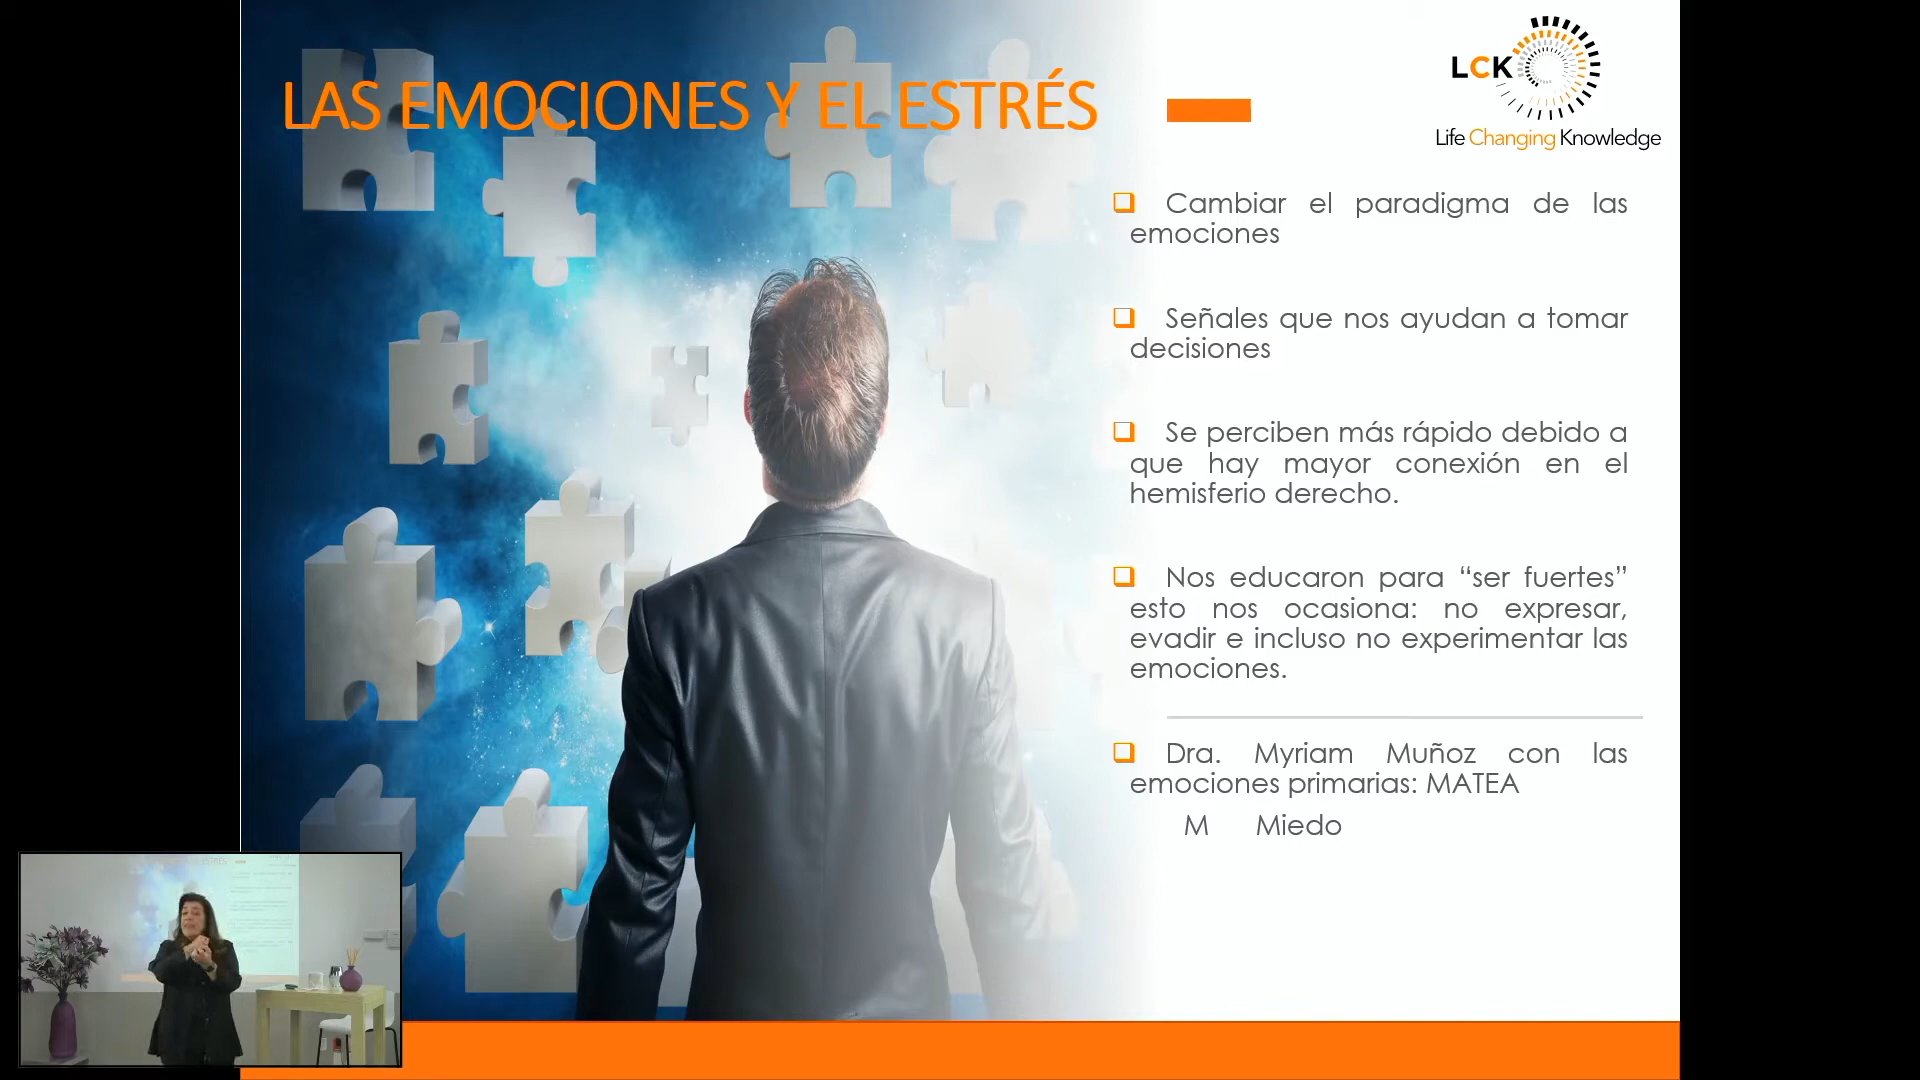 LAS EMOCIONES Y EL ESTRÉS
LCK
Life Changing Knowledge
Cambiar el paradigma de las
emociones
Señales que nos ayudan a tomar
decisiones
Se perciben más rápido debido a
que hay mayor conexión en el
hemisferio derecho.
Nos educaron para “ser fuertes”
esto nos ocasiona: no expresar,
evadir e incluso no experimentar las
emociones.
Dra. Myriam Muñoz con las
emociones primarias: MATEA
M Miedo